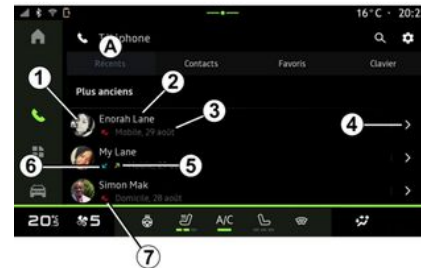 16°C · 20:2
Téléphone
A
Récents Contacts Favoris Clavier
Plus anciens
1 2
Enorah Lane
3
Mobile, 29 août
4
My Lane
6 5
Simon Mak
Domicile, 28 août
20 5 A/C
7